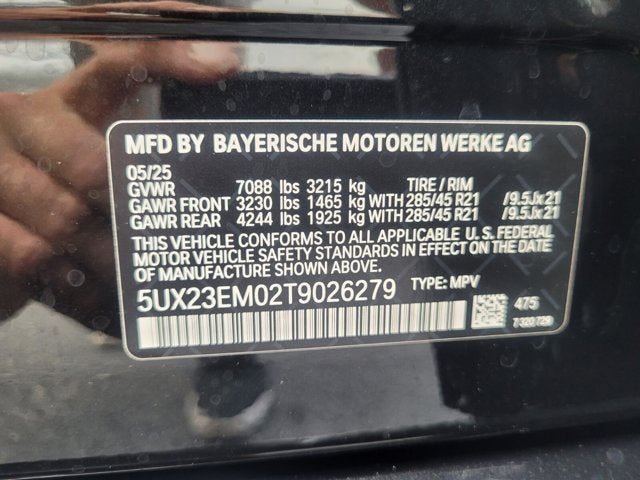 MFD BY BAYERISCHE MOTOREN WERKE AG
05/25
GVWR 7088 lbs 3215 kg TIRE / RIM
GAWR FRONT 3230 lbs 1465 kg WITH 285/45 R21 /9.5Jx21
GAWR REAR 4244 lbs 1925 kg WITH 285/45 R21 /9.5Jx21
THIS VEHICLE CONFORMS TO ALL APPLICABLE U.S. FEDERAL
MOTOR VEHICLE SAFETY STANDARDS IN EFFECT ON THE DATE
OF MANUFACTURE SHOWN ABOVE.
5UX23EM02T9026279 TYPE: MPV
475
7320729